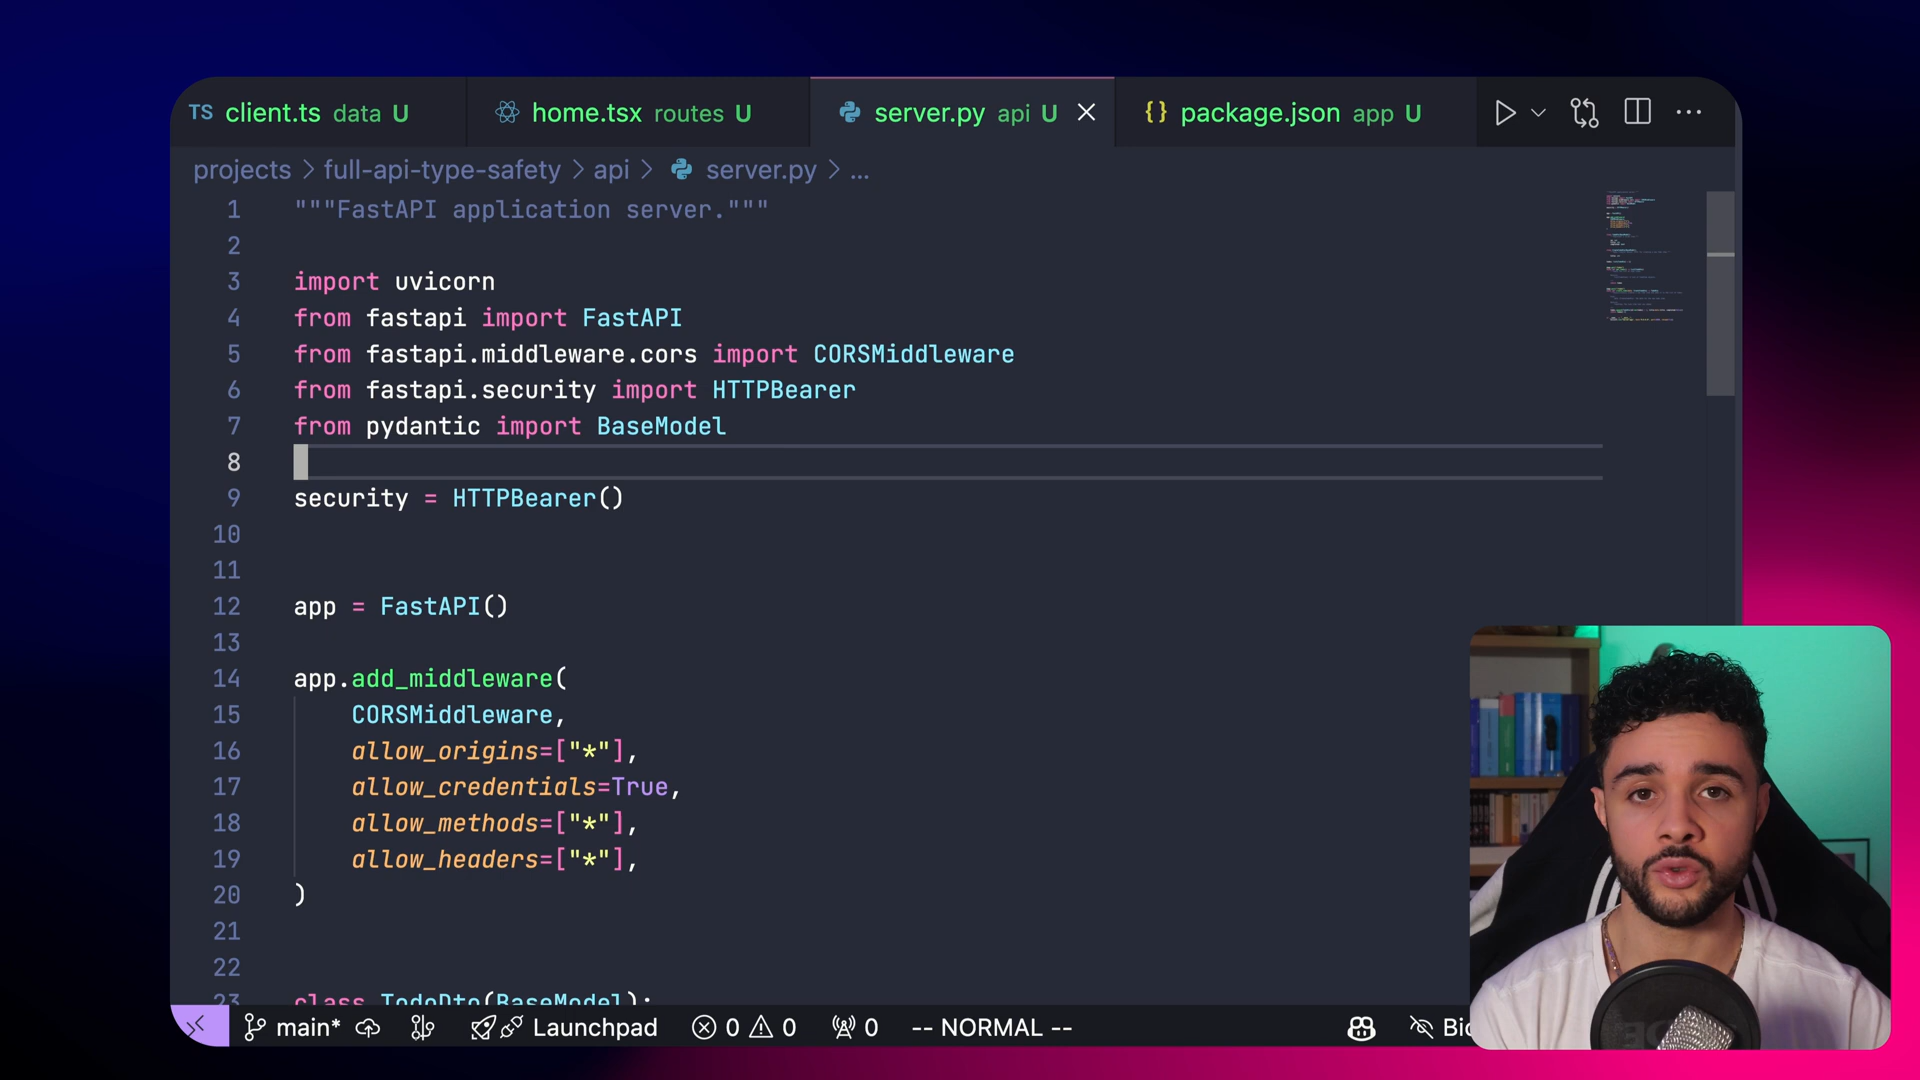 TS client.ts data U home.tsx routes U server.py api U {} package.json app U
projects > full-api-type-safety > api > server.py > ...
1 """FastAPI application server."""
2
3 import uvicorn
4 from fastapi import FastAPI
5 from fastapi.middleware.cors import CORSMiddleware
6 from fastapi.security import HTTPBearer
7 from pydantic import BaseModel
8
9 security = HTTPBearer()
10
11
12 app = FastAPI()
13
14 app.add_middleware(
15 CORSMiddleware,
16 allow_origins=["*"],
17 allow_credentials=True,
18 allow_methods=["*"],
19 allow_headers=["*"],
20 )
21
22
23 class TodoDto(BaseModel):
main* Launchpad 0 0 0 -- NORMAL --